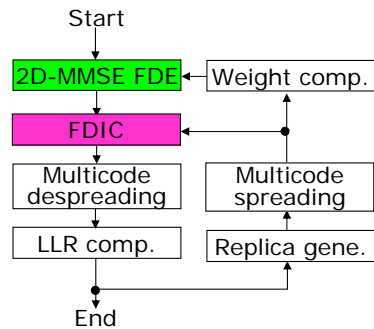 Start
2D-MMSE FDE
Weight comp.
FDIC
Multicode
despreading
Multicode
spreading
LLR comp.
Replica gene.
End